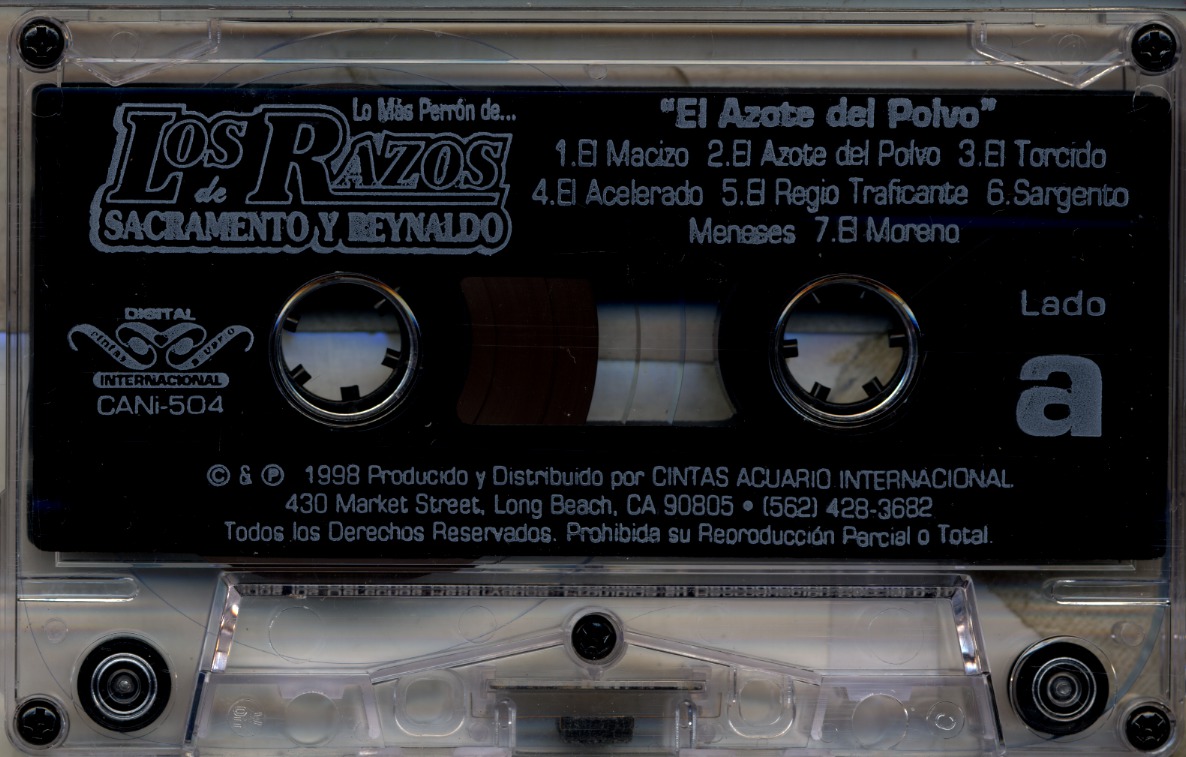 Lo Más Perrón de...
LOS RAZOS
de
SACRAMENTO Y REYNALDO
"El Azote del Polvo"
1.El Macizo 2.El Azote del Polvo 3.El Torcido
4.El Acelerado 5.El Regio Traficante 6.Sargento
Meneses 7.El Moreno
DIGITAL
cintas acuario
INTERNACIONAL
CANi-504
Lado
a
© & ℗ 1998 Producido y Distribuido por CINTAS ACUARIO INTERNACIONAL
430 Market Street, Long Beach, CA 90805 • (562) 428-3682
Todos los Derechos Reservados. Prohibida su Reproducción Parcial o Total.